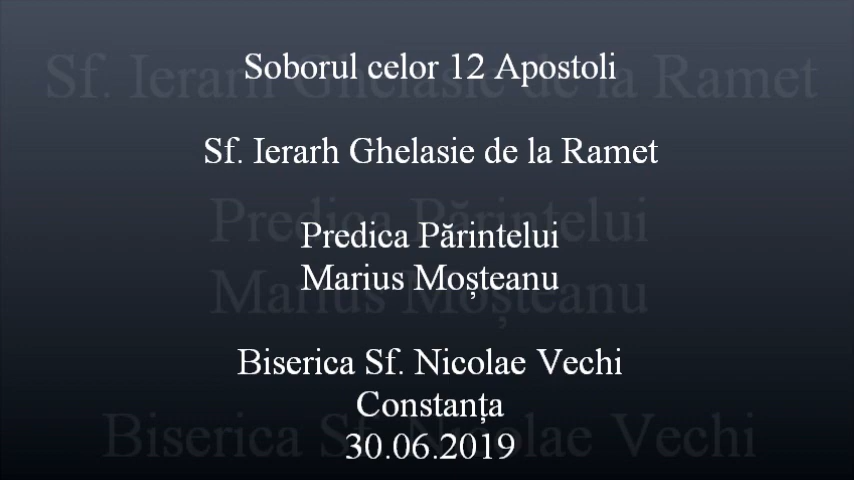 Soborul celor 12 Apostoli
Sf. Ierarh Ghelasie de la Ramet
Predica Părintelui
Marius Moșteanu
Biserica Sf. Nicolae Vechi
Constanța
30.06.2019